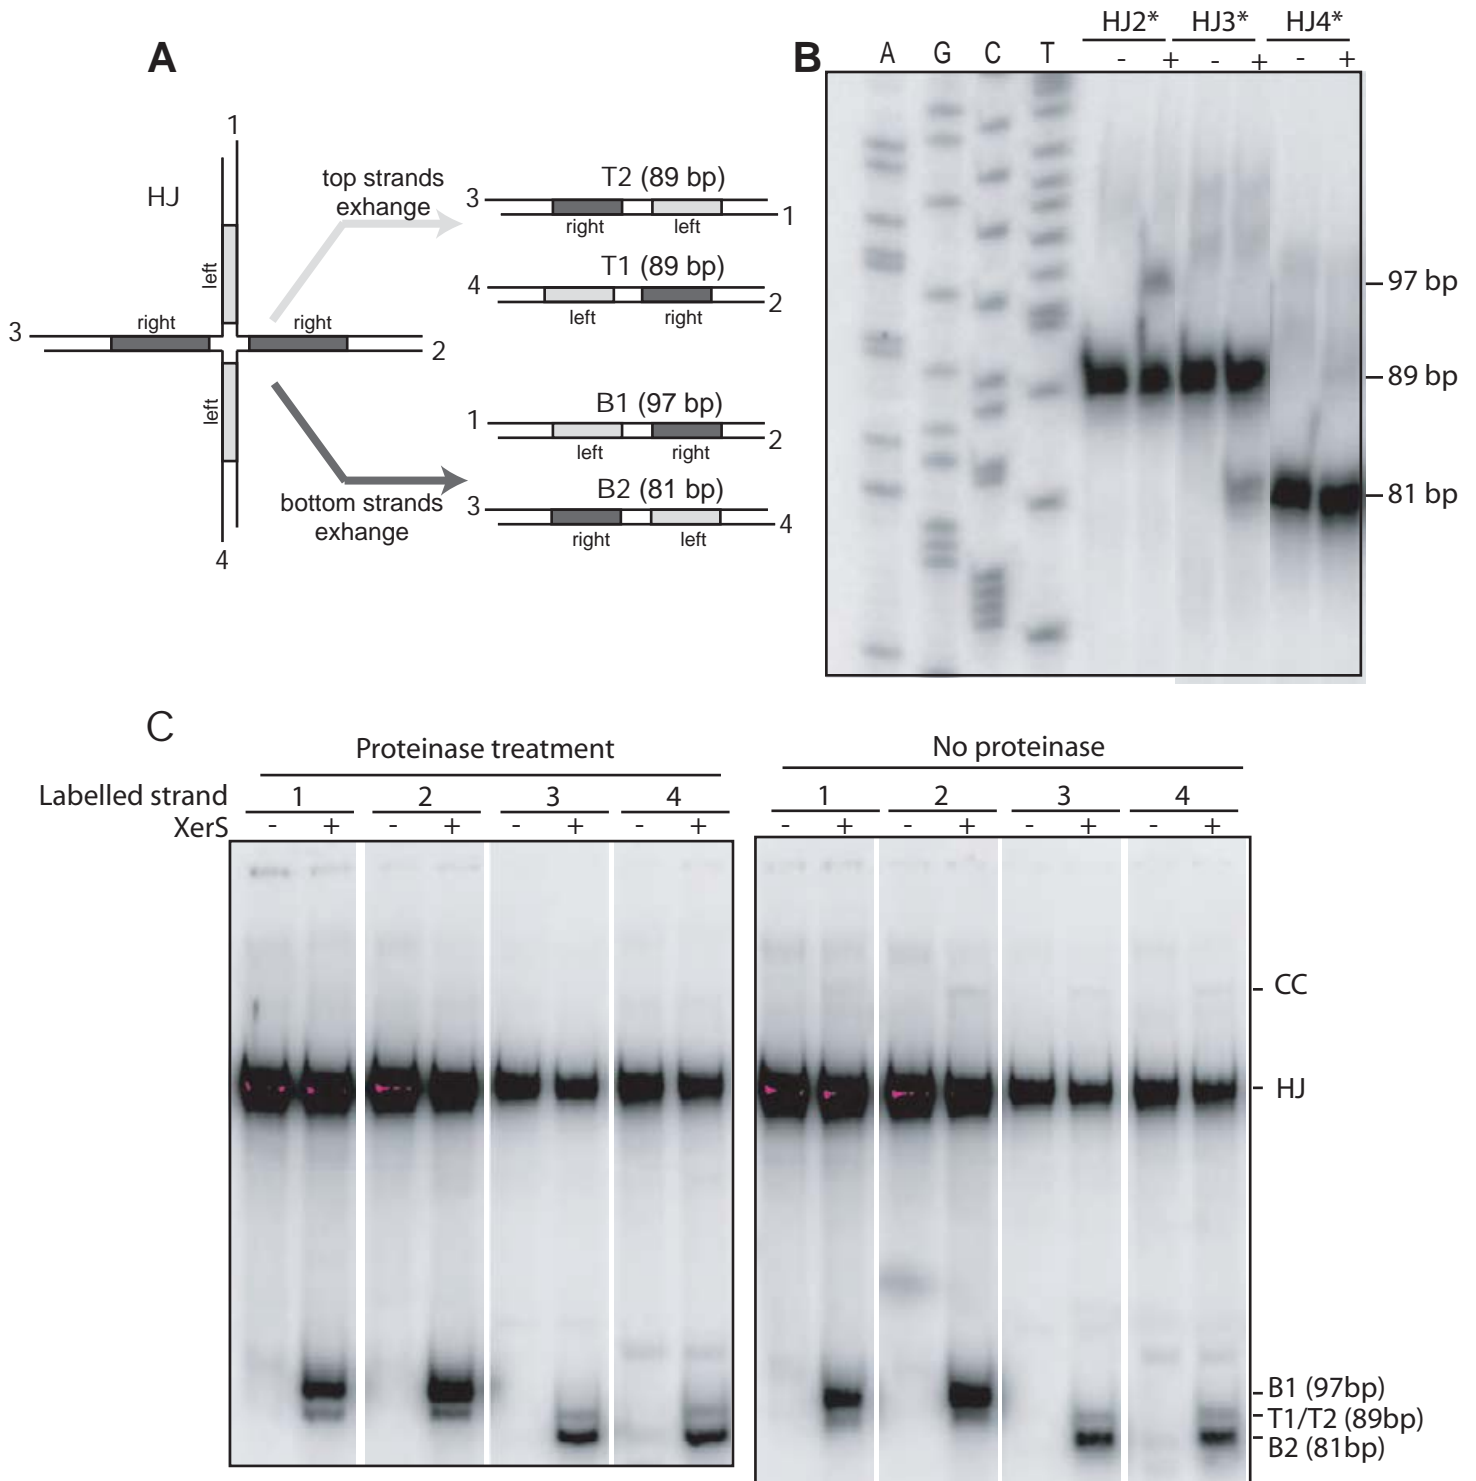 A
1
HJ
left
right
right
3
2
left
4
top strands
exhange
T2 (89 bp)
3
1
right
left
T1 (89 bp)
4
2
left
right
bottom strands
exhange
B1 (97 bp)
1
2
left
right
B2 (81 bp)
3
4
right
left
B
A G C T
HJ2* HJ3* HJ4*
- + - + - +
97 bp
89 bp
81 bp
C
Proteinase treatment
No proteinase
Labelled strand 1 2 3 4 1 2 3 4
XerS - + - + - + - + - + - + - + - +
CC
HJ
B1 (97bp)
T1/T2 (89bp)
B2 (81bp)